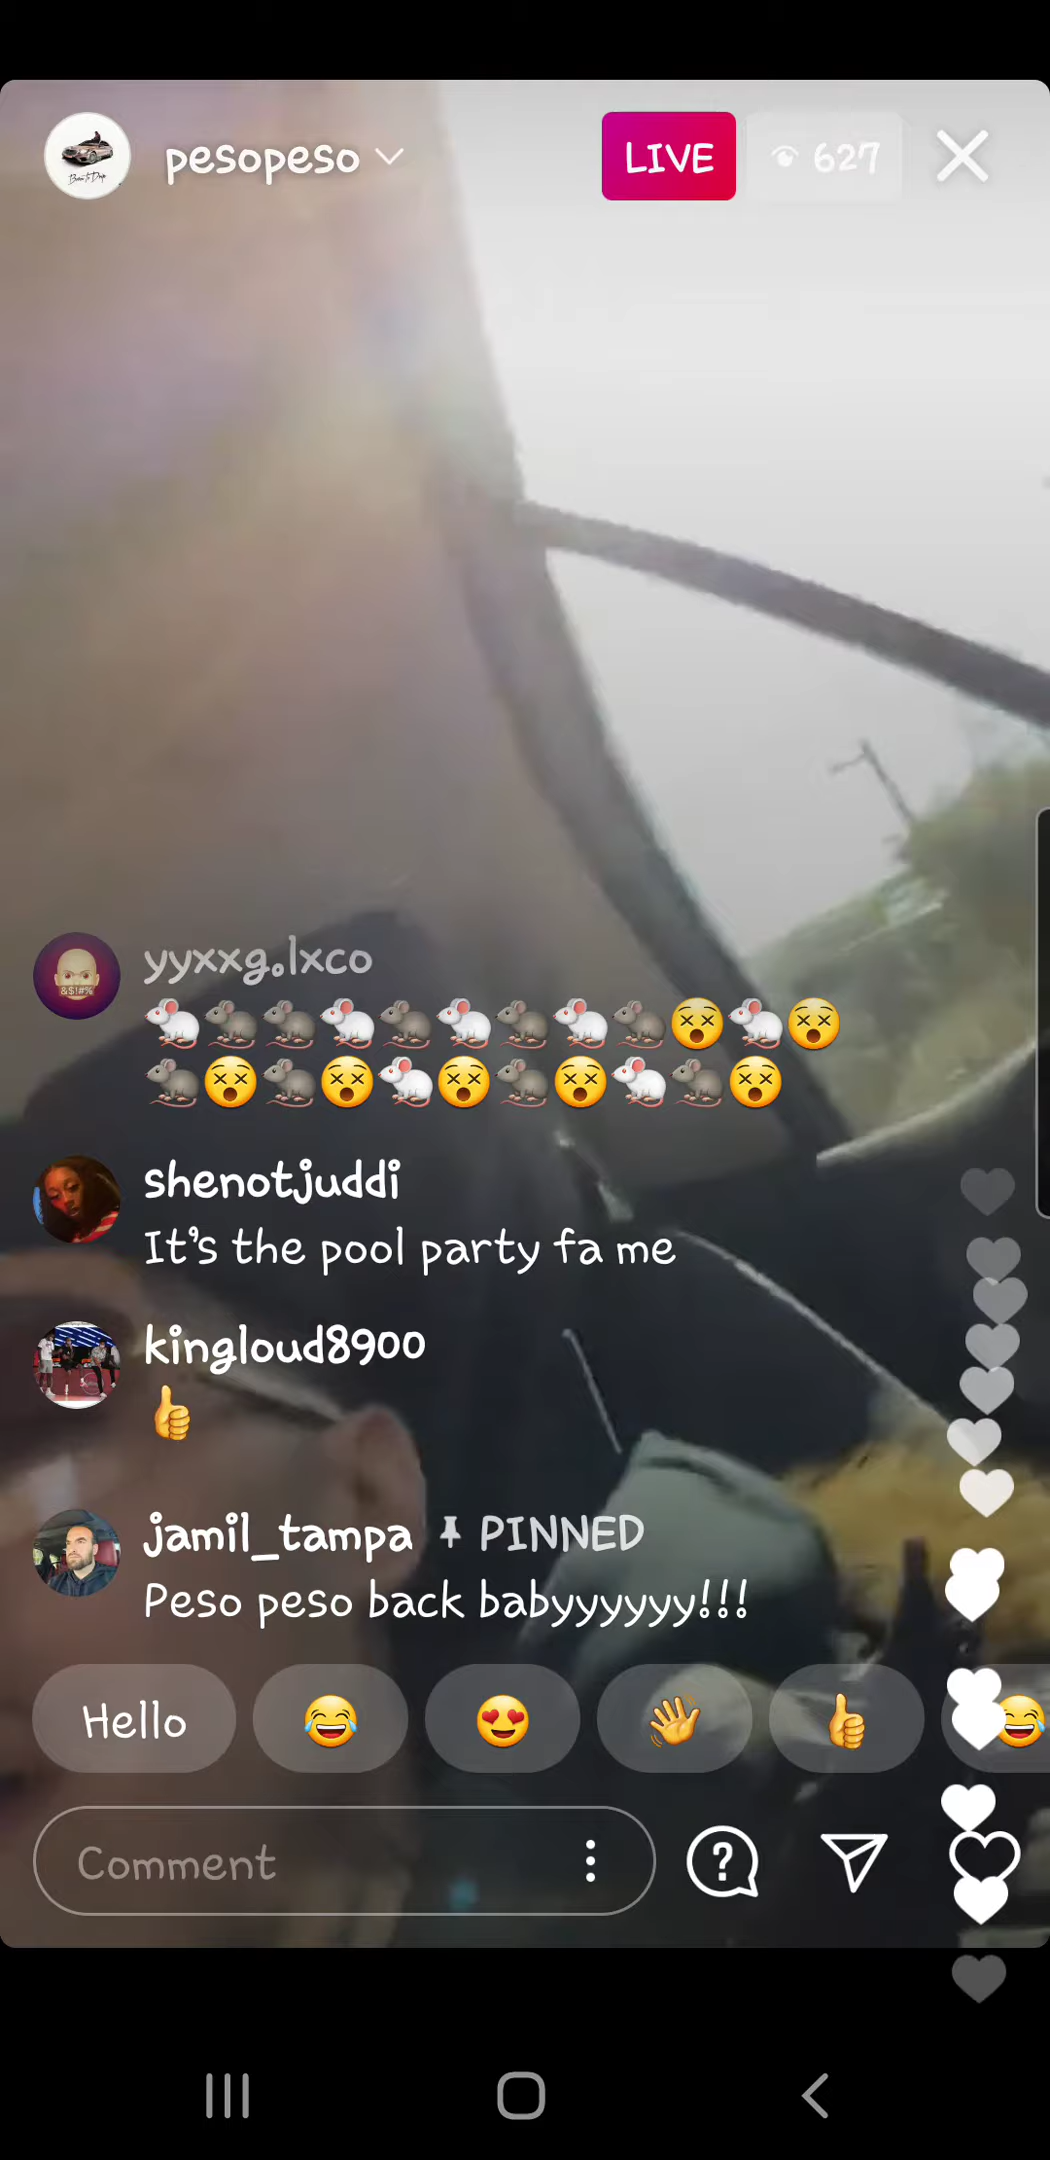 pesopeso
LIVE
627
yyxxg.lxco
🐁🐀🐀🐁🐀🐁🐀🐁🐀😵🐁😵
🐀😵🐀😵🐁😵🐀😵🐁🐀😵
shenotjuddi
It's the pool party fa me
kingloud8900
👍
jamil_tampa PINNED
Peso peso back babyyyyyy!!!
Hello 😂 😍 👋 👍 😂
Comment